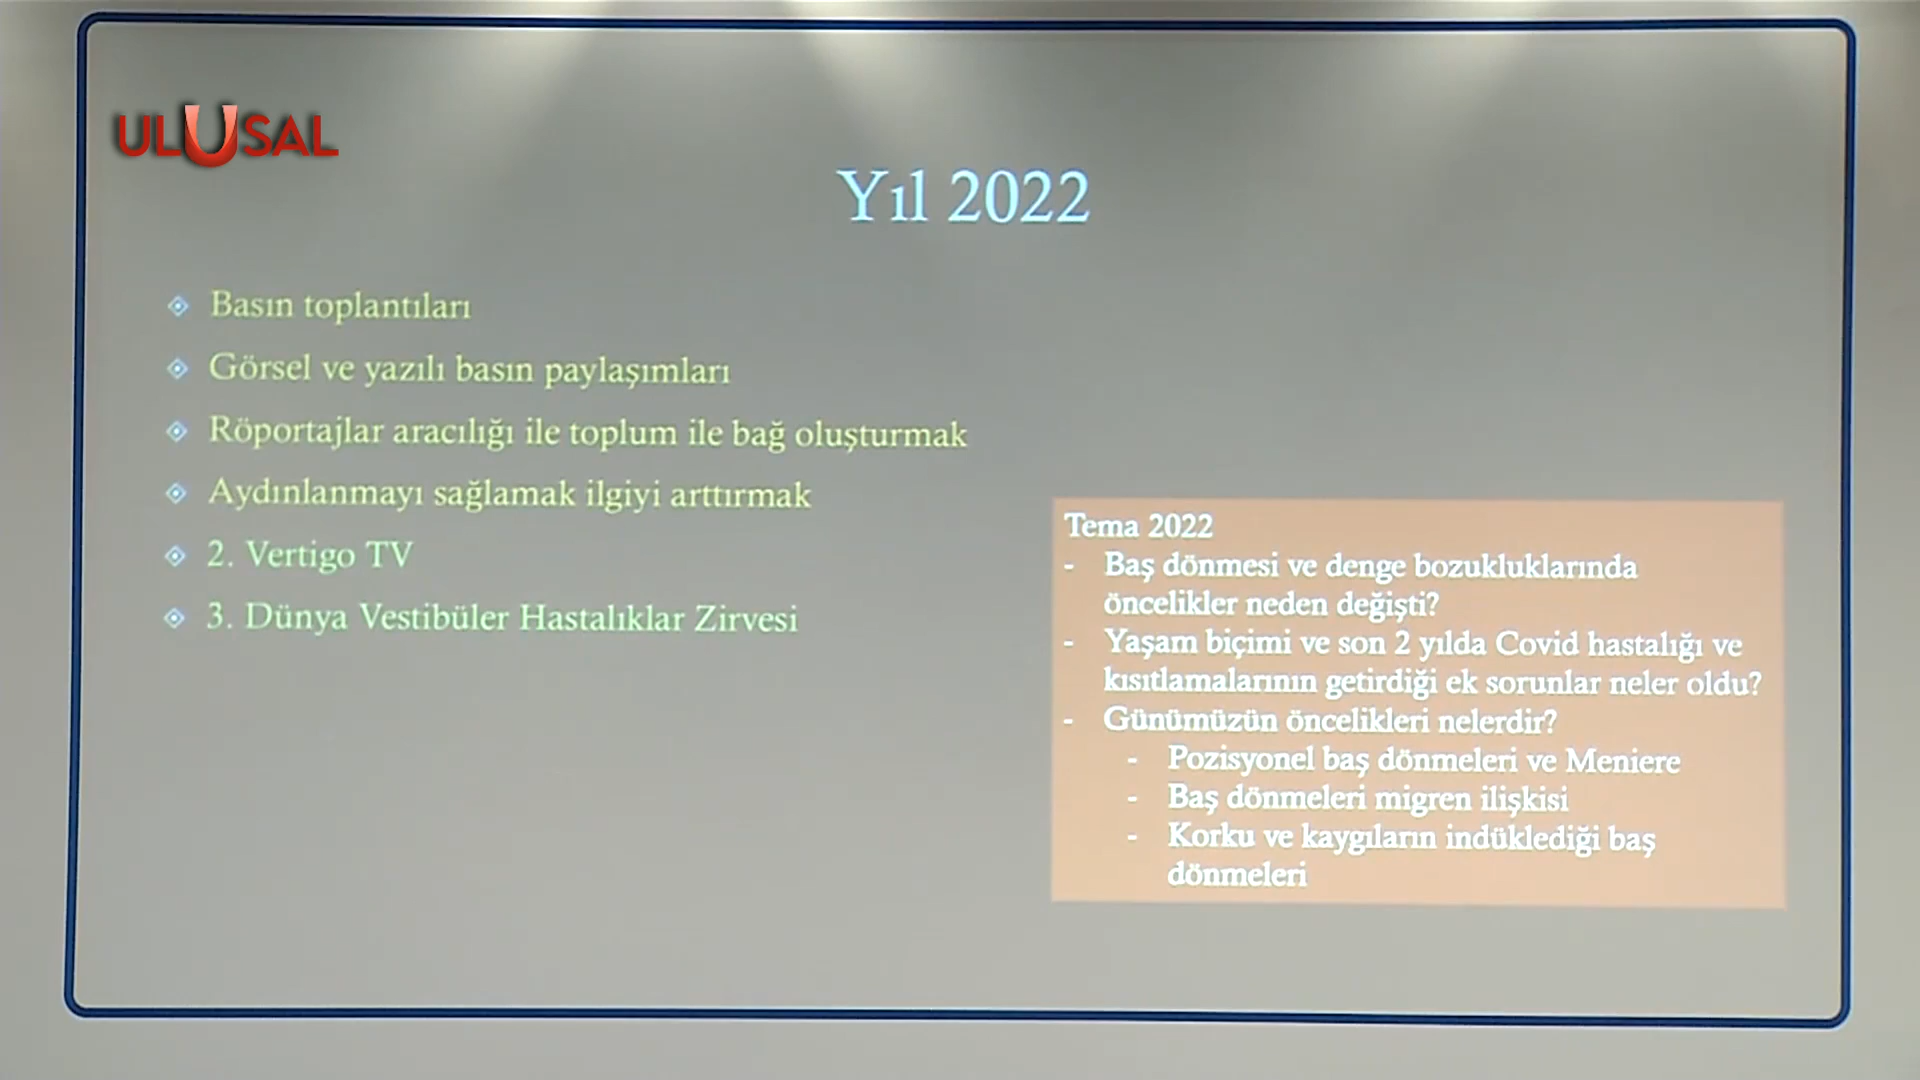 ULUSAL
Yıl 2022
Basın toplantıları
Görsel ve yazılı basın paylaşımları
Röportajlar aracılığı ile toplum ile bağ oluşturmak
Aydınlanmayı sağlamak ilgiyi arttırmak
2. Vertigo TV
3. Dünya Vestibüler Hastalıklar Zirvesi
Tema 2022
- Baş dönmesi ve denge bozukluklarında
öncelikler neden değişti?
- Yaşam biçimi ve son 2 yılda Covid hastalığı ve
kısıtlamalarının getirdiği ek sorunlar neler oldu?
- Günümüzün öncelikleri nelerdir?
- Pozisyonel baş dönmeleri ve Meniere
- Baş dönmeleri migren ilişkisi
- Korku ve kaygıların indüklediği baş
dönmeleri